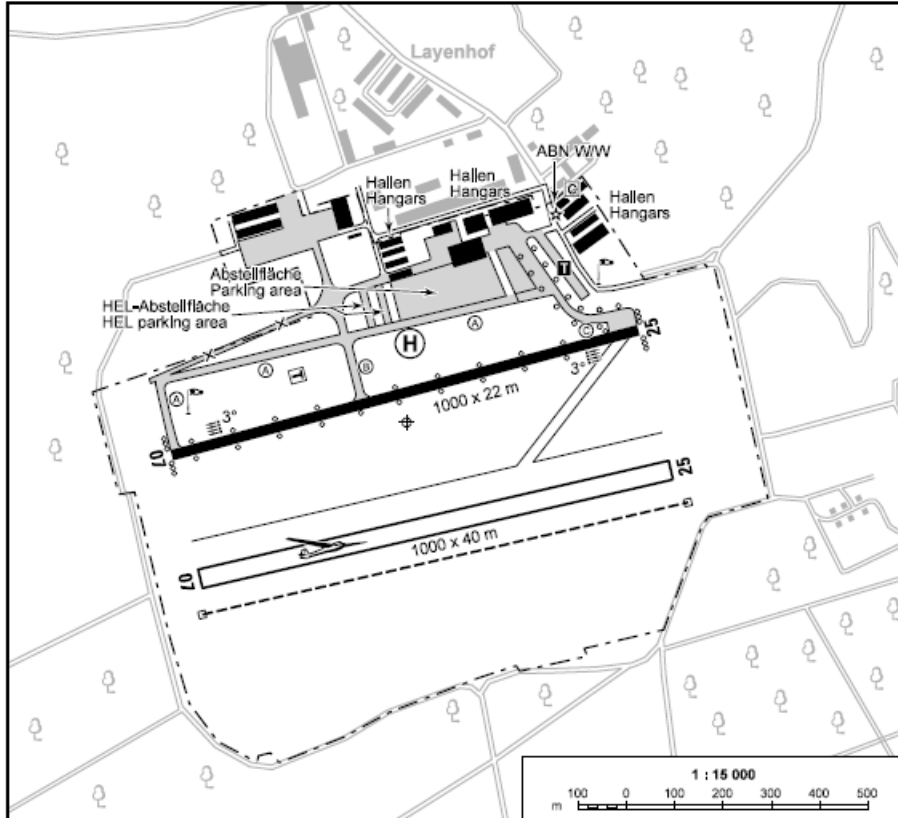 Layenhof
ABN W/W
C
Hallen
Hangars
Hallen
Hangars
Hallen
Hangars
T
Abstellfläche
Parking area
HEL-Abstellfläche
HEL parking area
H
A
C
25
A
B
T
3°
A
1000 x 22 m
3°
07
25
1000 x 40 m
07
1 : 15 000
100 0 100 200 300 400 500
m